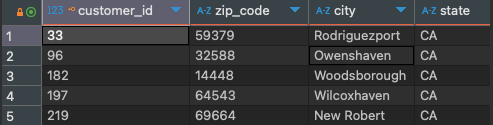 123 customer_id A-Z zip_code A-Z city A-Z state
1 33 59379 Rodriguezport CA
2 96 32588 Owenshaven CA
3 182 14448 Woodsborough CA
4 197 64543 Wilcoxhaven CA
5 219 69664 New Robert CA